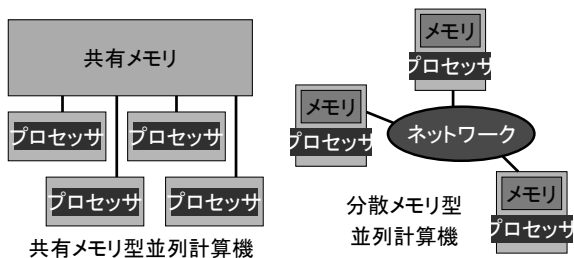 共有メモリ
プロセッサ
プロセッサ
プロセッサ
プロセッサ
共有メモリ型並列計算機
メモリ
プロセッサ
メモリ
プロセッサ
ネットワーク
メモリ
プロセッサ
分散メモリ型
並列計算機